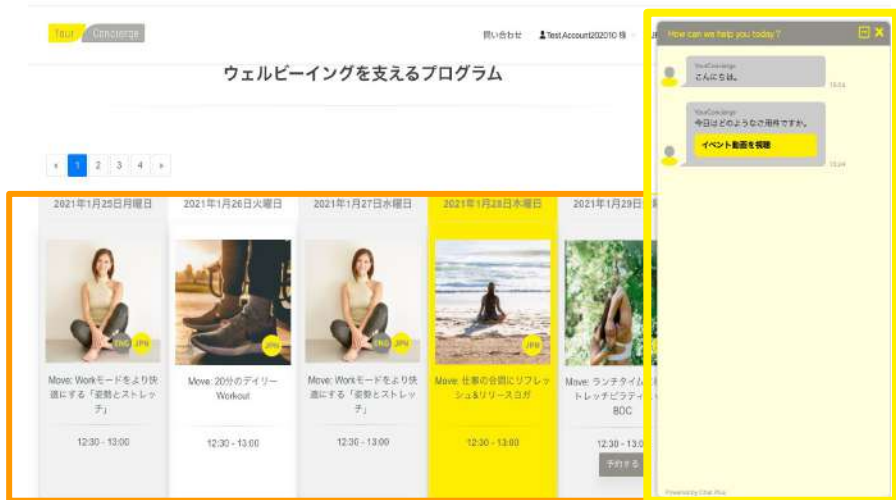 Your Concierge
問い合わせ
Test Account202010 様
ウェルビーイングを支えるプログラム
« 1 2 3 4 »
2021年1月25日月曜日
ENG JPN
Move: Workモードをより快
適にする「姿勢とストレッ
チ」
12:30 - 13:00
2021年1月26日火曜日
JPN
Move: 20分のデイリー
Workout
12:30 - 13:00
2021年1月27日水曜日
ENG JPN
Move: Workモードをより快
適にする「姿勢とストレッ
チ」
12:30 - 13:00
2021年1月28日木曜日
JPN
Move: 仕事の合間にリフレッ
シュ&リリースヨガ
12:30 - 13:00
2021年1月29日
Move: ランチタイム
トレッチピラティ
BDC
12:30 - 13:0
予約する
How can we help you today ?
YourConcierge
こんにちは。
YourConcierge
今日はどのようなご用件ですか。
イベント動画を視聴
Powered by Chat Plus